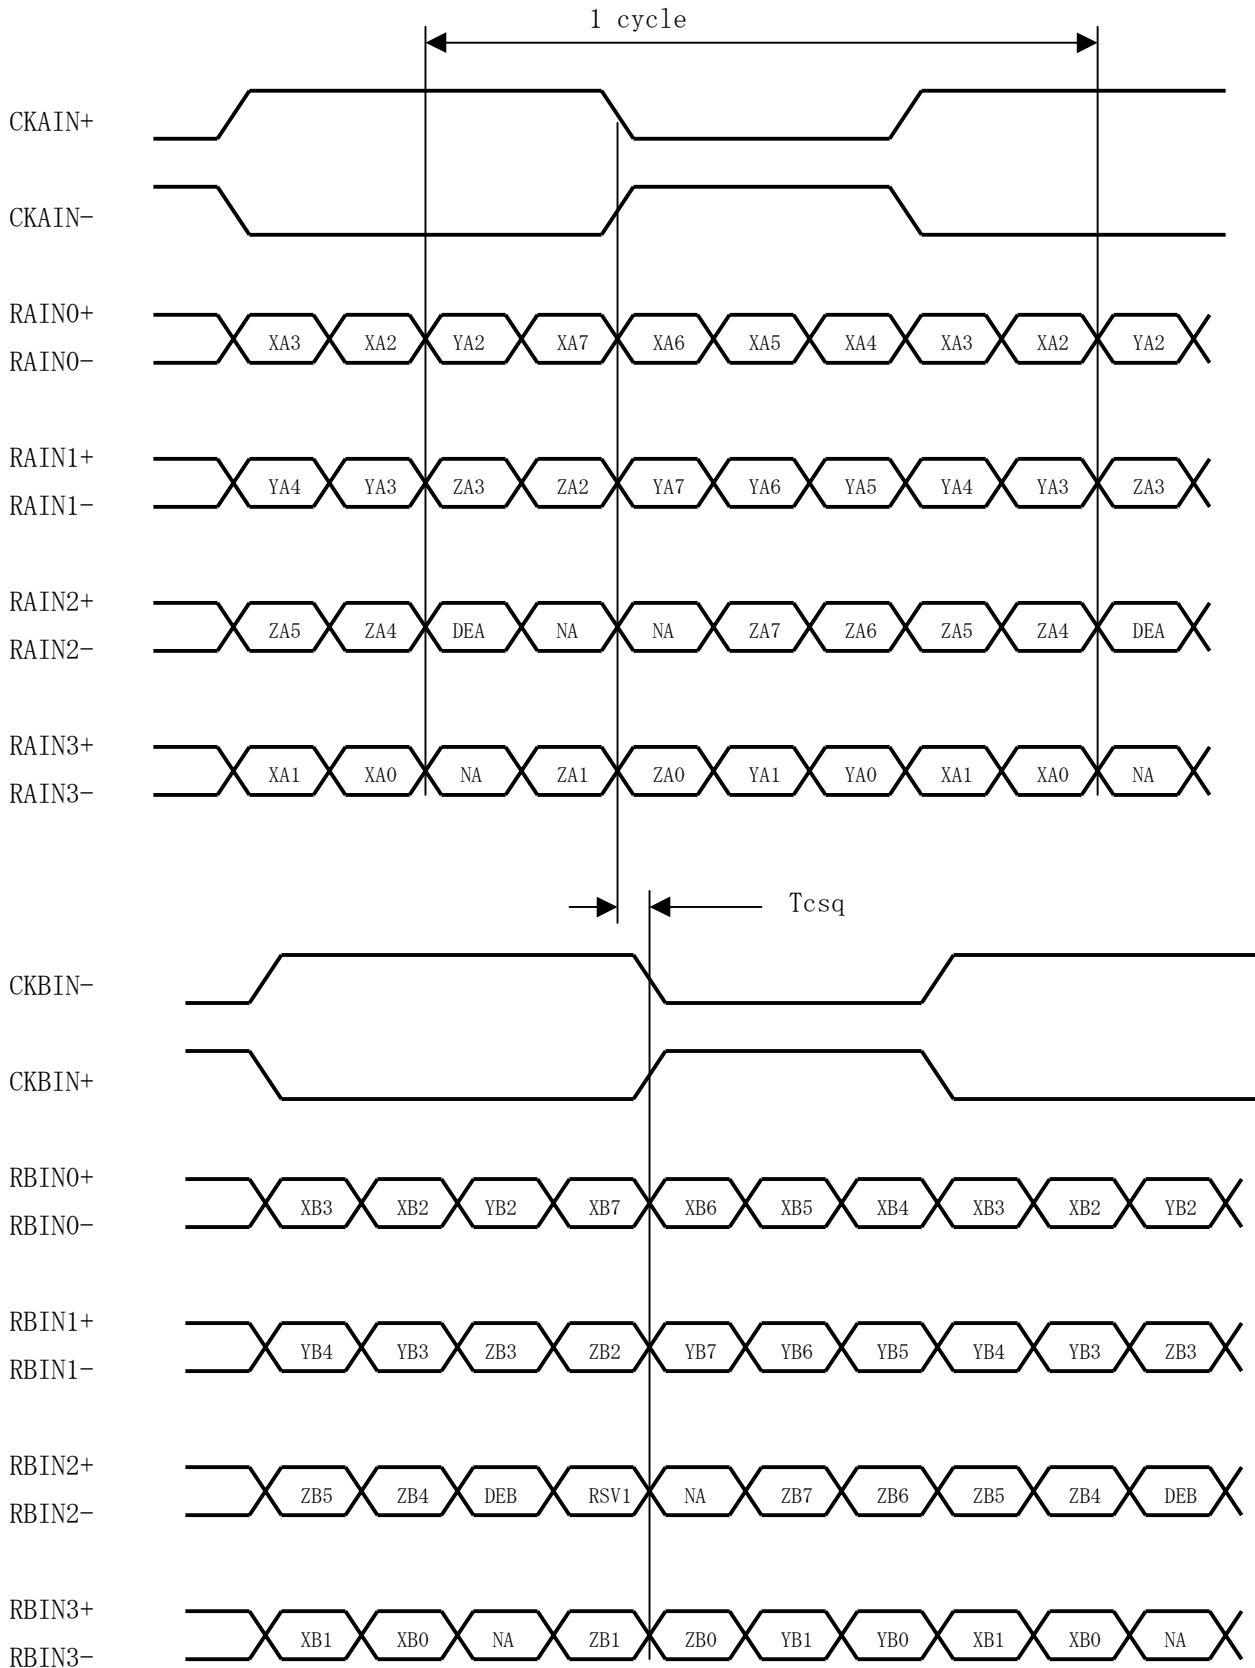 1 cycle
CKAIN+
CKAIN-
RAIN0+
XA3 XA2 YA2 XA7 XA6 XA5 XA4 XA3 XA2 YA2
RAIN0-
RAIN1+
YA4 YA3 ZA3 ZA2 YA7 YA6 YA5 YA4 YA3 ZA3
RAIN1-
RAIN2+
ZA5 ZA4 DEA NA NA ZA7 ZA6 ZA5 ZA4 DEA
RAIN2-
RAIN3+
XA1 XA0 NA ZA1 ZA0 YA1 YA0 XA1 XA0 NA
RAIN3-
Tcsq
CKBIN-
CKBIN+
RBIN0+
XB3 XB2 YB2 XB7 XB6 XB5 XB4 XB3 XB2 YB2
RBIN0-
RBIN1+
YB4 YB3 ZB3 ZB2 YB7 YB6 YB5 YB4 YB3 ZB3
RBIN1-
RBIN2+
ZB5 ZB4 DEB RSV1 NA ZB7 ZB6 ZB5 ZB4 DEB
RBIN2-
RBIN3+
XB1 XB0 NA ZB1 ZB0 YB1 YB0 XB1 XB0 NA
RBIN3-